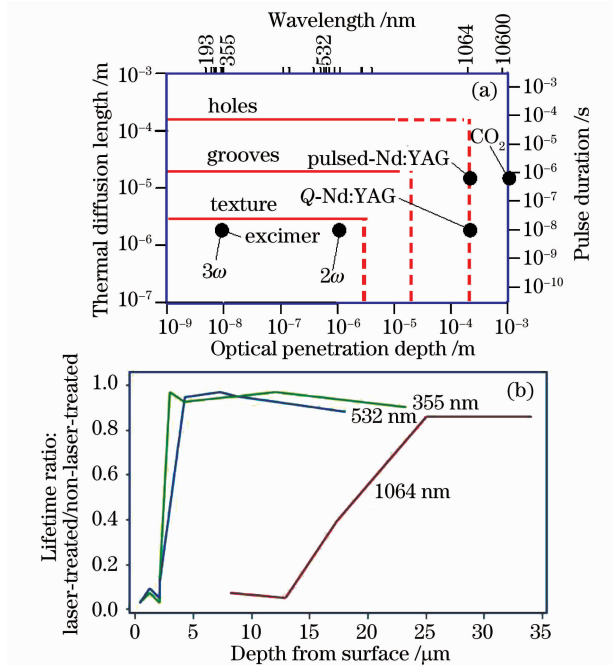 Wavelength /nm
193
355
532
1064
10600
(a)
Thermal diffusion length /m
10⁻³
10⁻⁴
10⁻⁵
10⁻⁶
10⁻⁷
holes
grooves
texture
pulsed-Nd:YAG
CO₂
Q-Nd:YAG
excimer
3ω
2ω
10⁻³
10⁻⁴
10⁻⁵
10⁻⁶
10⁻⁷
10⁻⁸
10⁻⁹
10⁻¹⁰
Pulse duration /s
10⁻⁹
10⁻⁸
10⁻⁷
10⁻⁶
10⁻⁵
10⁻⁴
10⁻³
Optical penetration depth /m
(b)
Lifetime ratio:
laser-treated/non-laser-treated
1.0
0.8
0.6
0.4
0.2
0.0
355 nm
532 nm
1064 nm
0
5
10
15
20
25
30
35
Depth from surface /μm